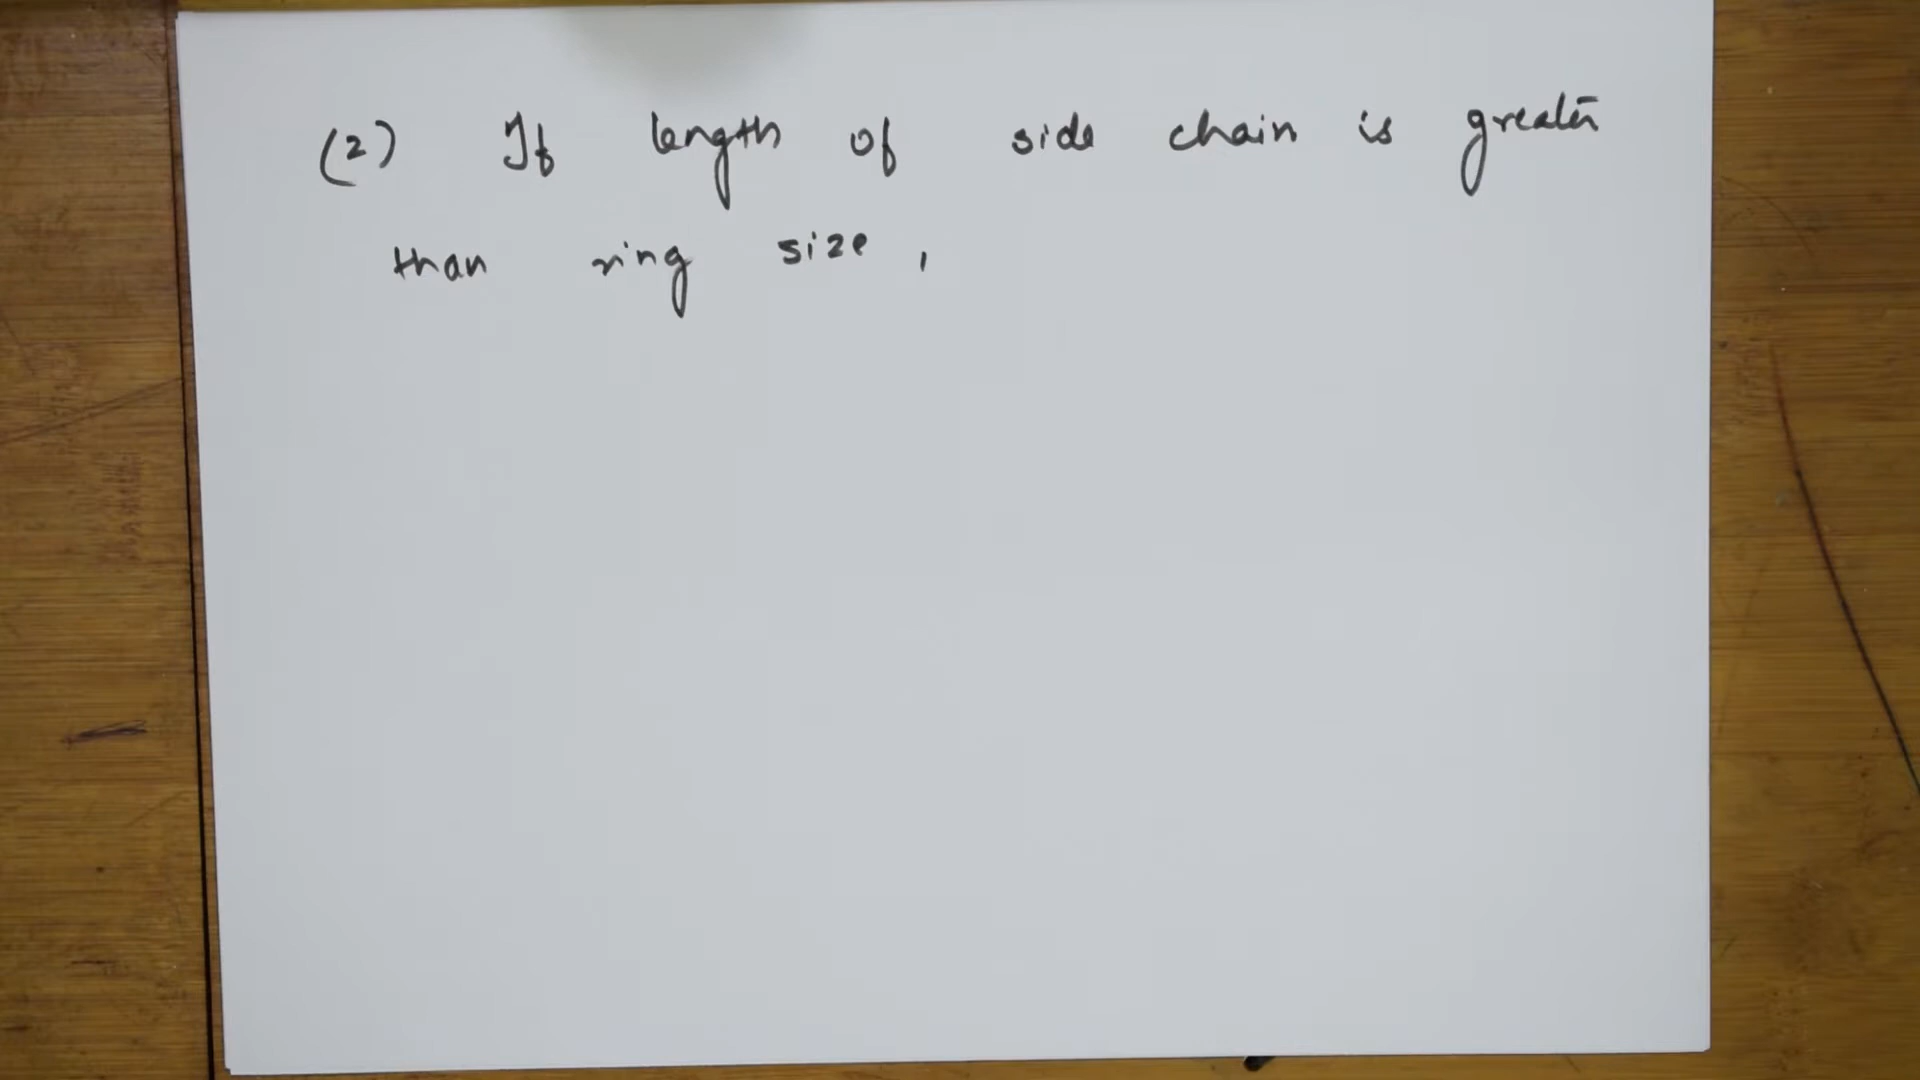 (2) If length of side chain is greater
than ring size,